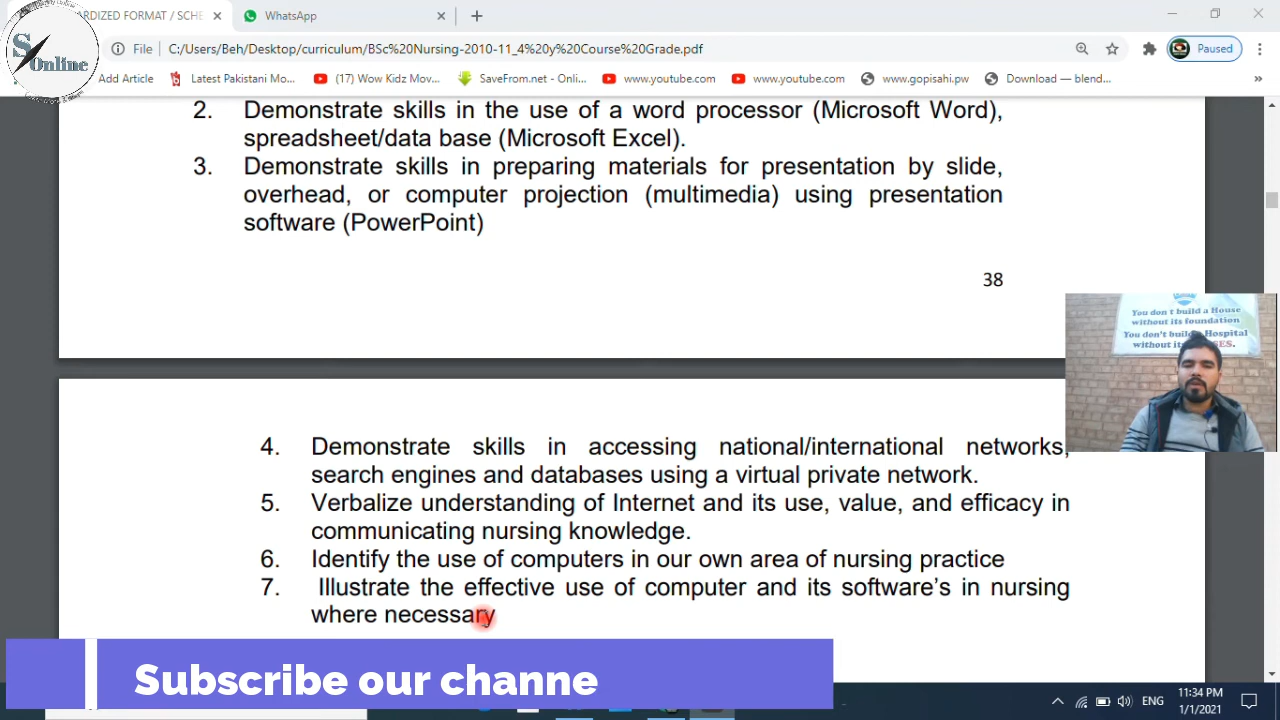 ARDIZED FORMAT / SCHE
WhatsApp
S
Online
File C:/Users/Beh/Desktop/curriculum/BSc%20Nursing-2010-11_4%20y%20Course%20Grade.pdf
Paused
Add Article Latest Pakistani Mo... (17) Wow Kidz Mov... SaveFrom.net - Onli... www.youtube.com www.youtube.com www.gopisahi.pw Download — blend... »
2. Demonstrate skills in the use of a word processor (Microsoft Word),
spreadsheet/data base (Microsoft Excel).
3. Demonstrate skills in preparing materials for presentation by slide,
overhead, or computer projection (multimedia) using presentation
software (PowerPoint)
38
You don t build a House
without its foundation
You don't build a Hospital
without its
4. Demonstrate skills in accessing national/international networks,
search engines and databases using a virtual private network.
5. Verbalize understanding of Internet and its use, value, and efficacy in
communicating nursing knowledge.
6. Identify the use of computers in our own area of nursing practice
7. Illustrate the effective use of computer and its software's in nursing
where necessary
Subscribe our channe
ENG
11:34 PM
1/1/2021